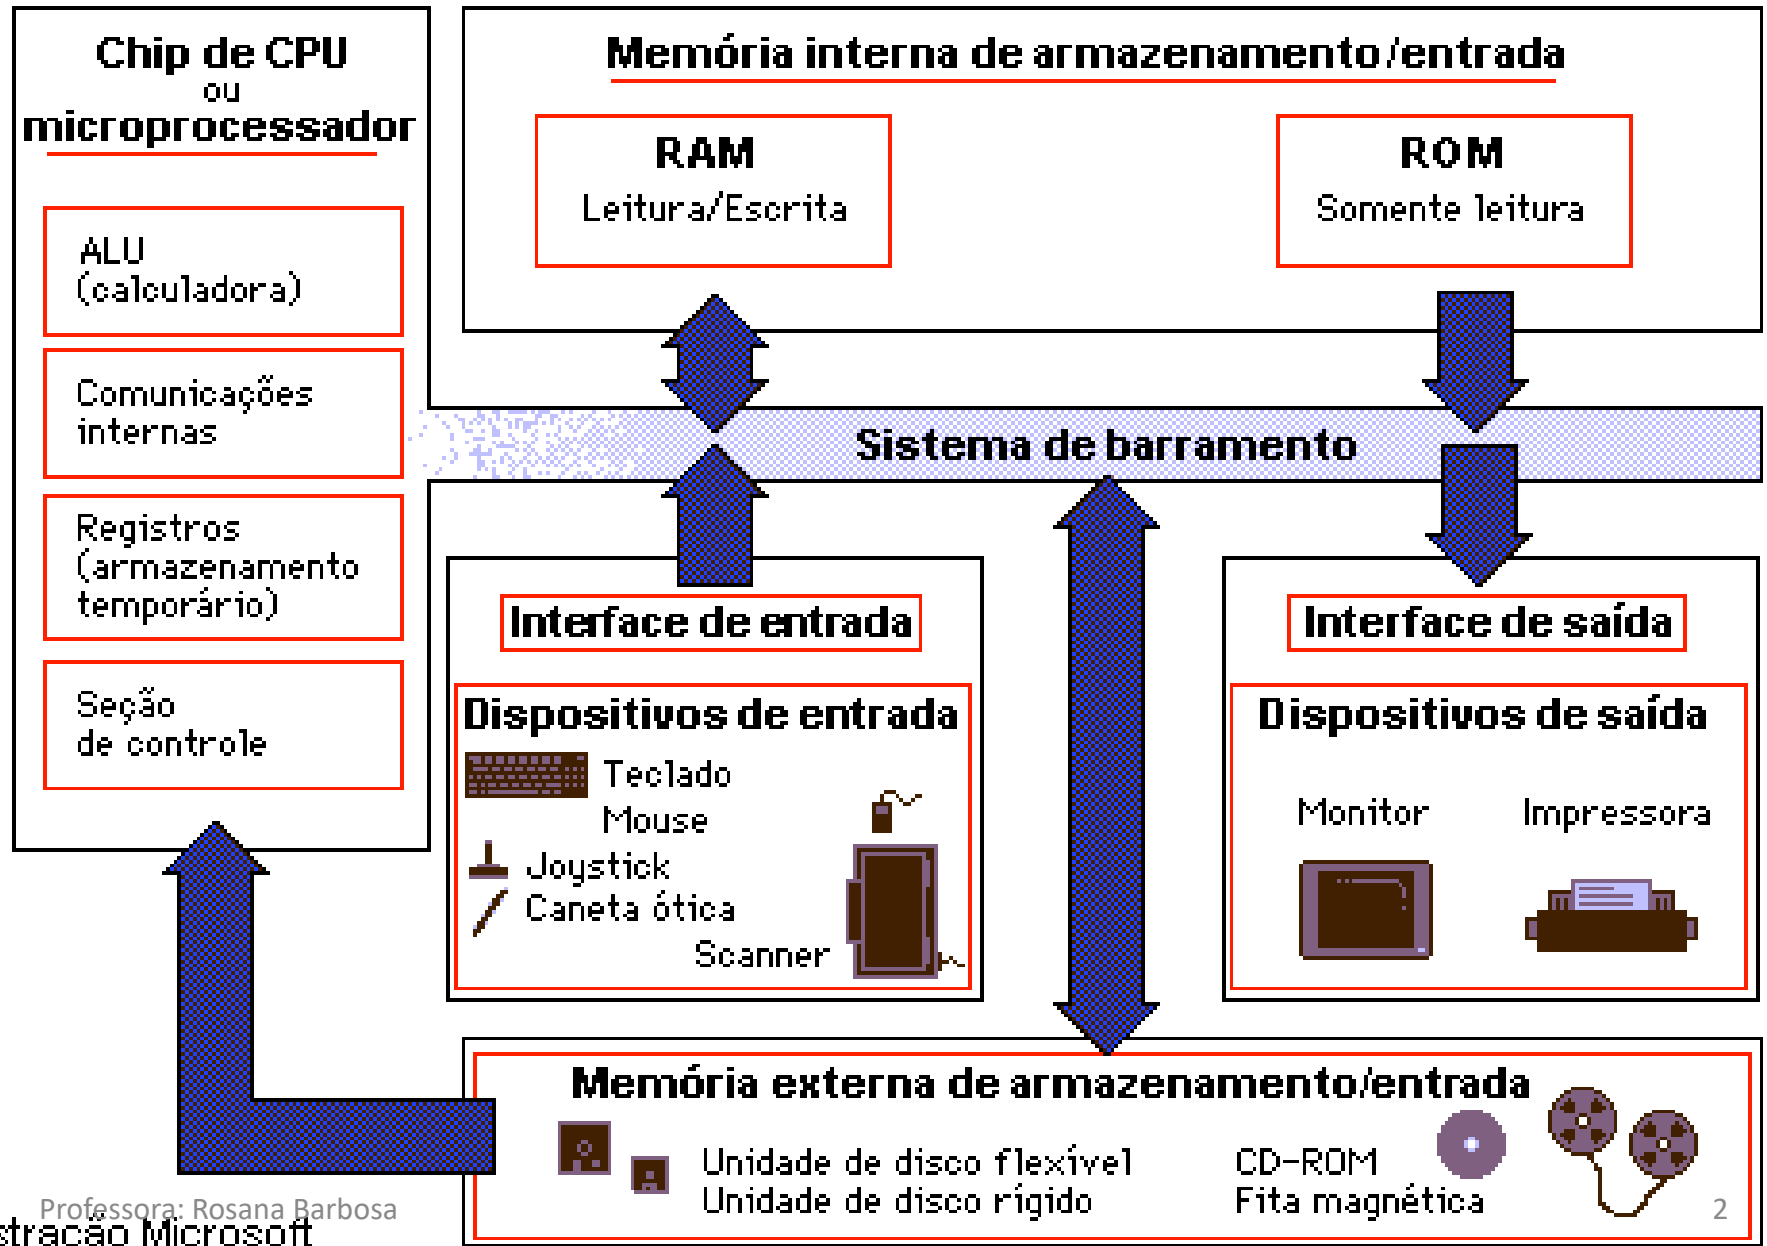 Chip de CPU
ou
microprocessador
ALU
(calculadora)
Comunicações
internas
Registros
(armazenamento
temporário)
Seção
de controle
Memória interna de armazenamento/entrada
RAM
Leitura/Escrita
ROM
Somente leitura
Sistema de barramento
Interface de entrada
Dispositivos de entrada
Teclado
Mouse
Joystick
Caneta ótica
Scanner
Interface de saída
Dispositivos de saída
Monitor
Impressora
Memória externa de armazenamento/entrada
Unidade de disco flexível
Unidade de disco rígido
CD-ROM
Fita magnética
Professora: Rosana Barbosa
2
stração Microsoft